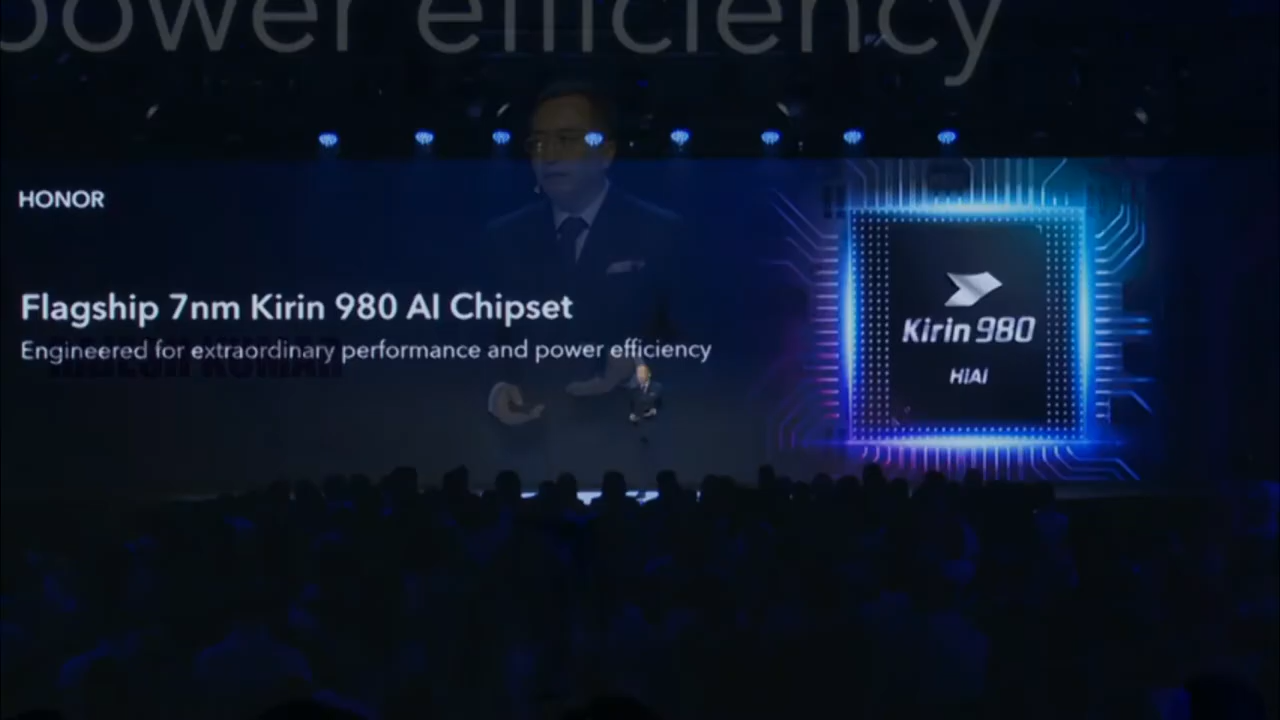 power efficiency
HONOR
Flagship 7nm Kirin 980 AI Chipset
Engineered for extraordinary performance and power efficiency
Kirin 980
HiAI